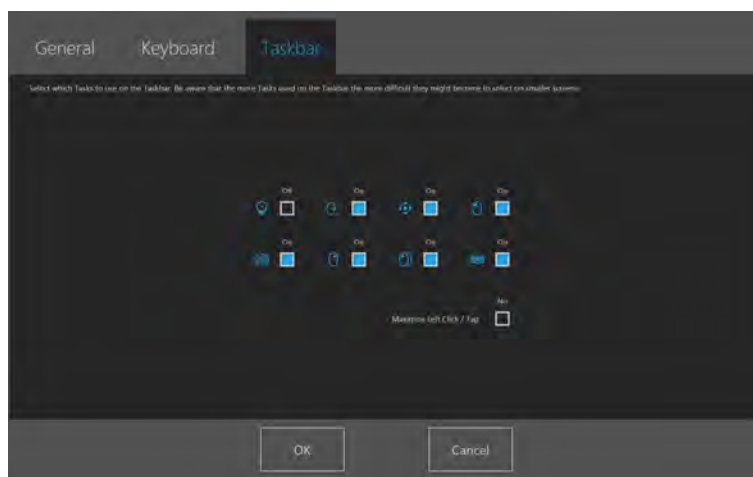 General Keyboard Taskbar
Select which Tasks to use on the Taskbar. Be aware that the more Tasks used on the Taskbar the more difficult they might become to select on smaller screens.
Off On On On
On On On On
No
Maximize Left Click / Tap
OK Cancel